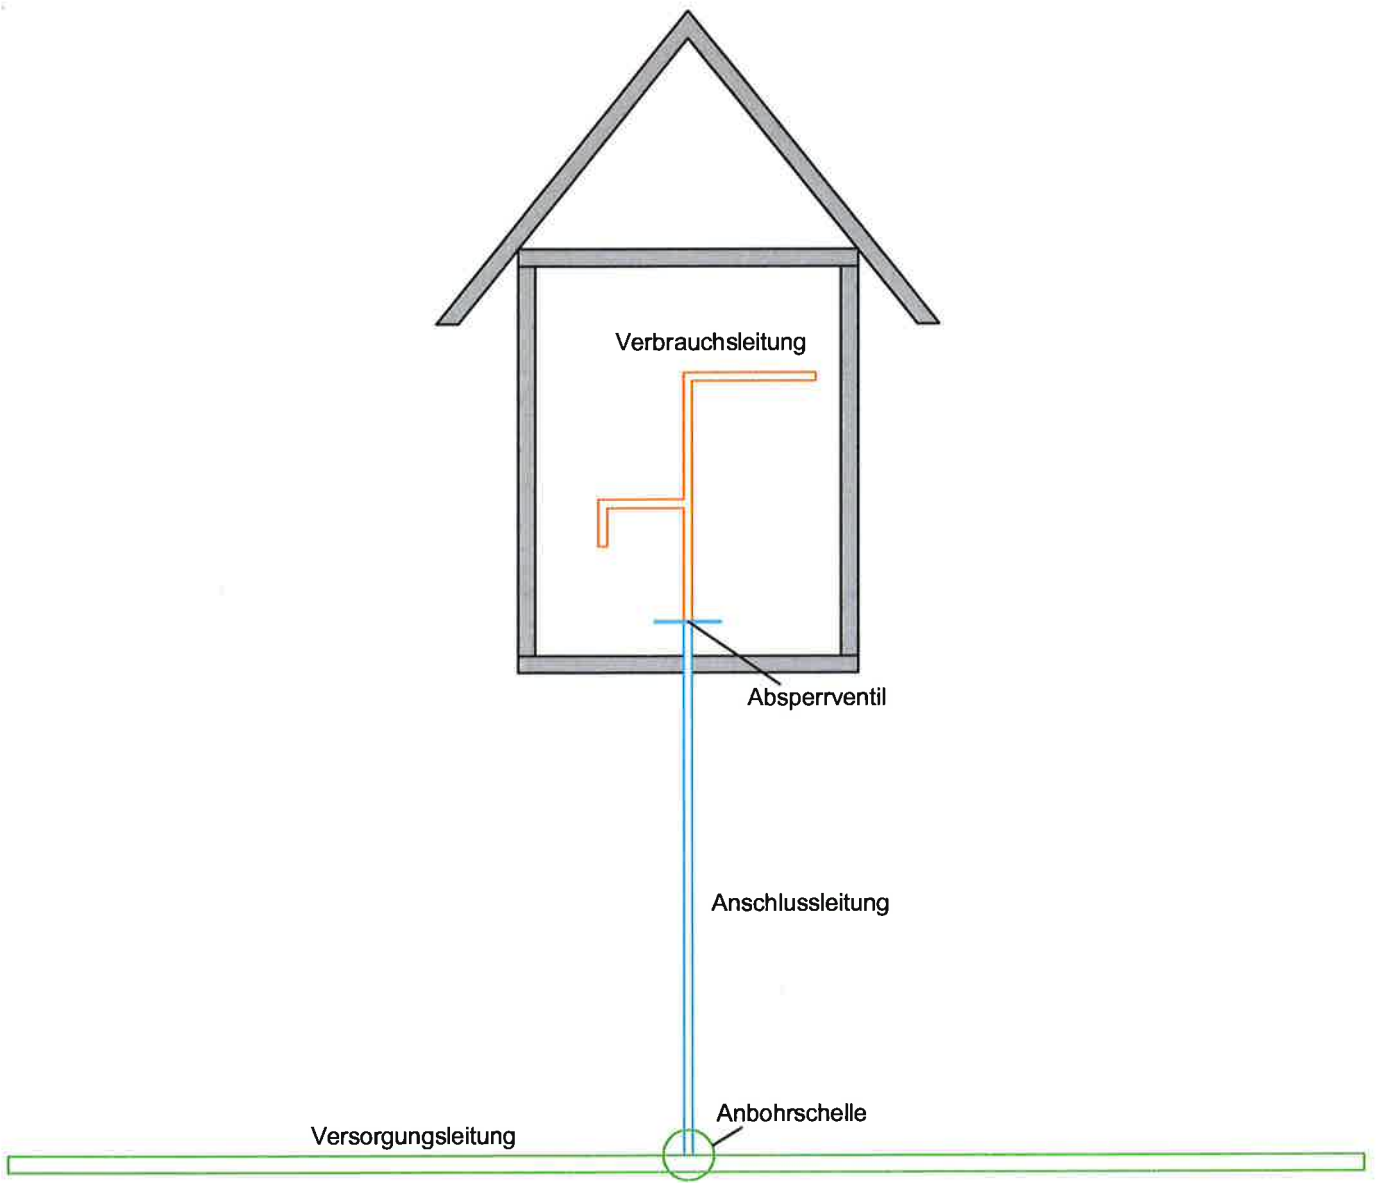 Verbrauchsleitung
Absperrventil
Anschlussleitung
Anbohrschelle
Versorgungsleitung